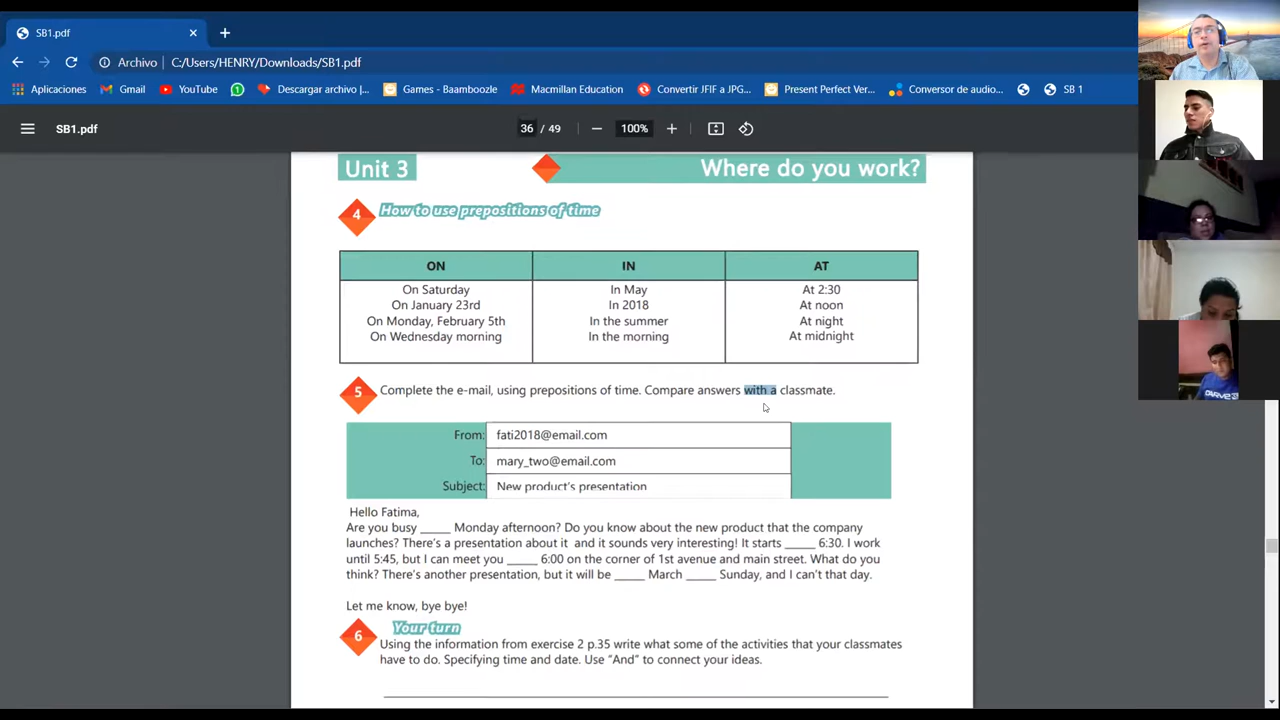 SB1.pdf
Archivo C:/Users/HENRY/Downloads/SB1.pdf
Aplicaciones Gmail YouTube 1 Descargar archivo |... Games - Baamboozle Macmillan Education Convertir JFIF a JPG... Present Perfect Ver... Conversor de audio... SB 1
SB1.pdf 36 / 49 100%
Unit 3 Where do you work?
4 How to use prepositions of time
ON IN AT
On Saturday In May At 2:30
On January 23rd In 2018 At noon
On Monday, February 5th In the summer At night
On Wednesday morning In the morning At midnight
5 Complete the e-mail, using prepositions of time. Compare answers with a classmate.
From: fati2018@email.com
To: mary_two@email.com
Subject: New product's presentation
Hello Fatima,
Are you busy _____ Monday afternoon? Do you know about the new product that the company
launches? There's a presentation about it and it sounds very interesting! It starts _____ 6:30. I work
until 5:45, but I can meet you _____ 6:00 on the corner of 1st avenue and main street. What do you
think? There's another presentation, but it will be _____ March _____ Sunday, and I can't that day.
Let me know, bye bye!
6 Your turn
Using the information from exercise 2 p.35 write what some of the activities that your classmates
have to do. Specifying time and date. Use “And” to connect your ideas.